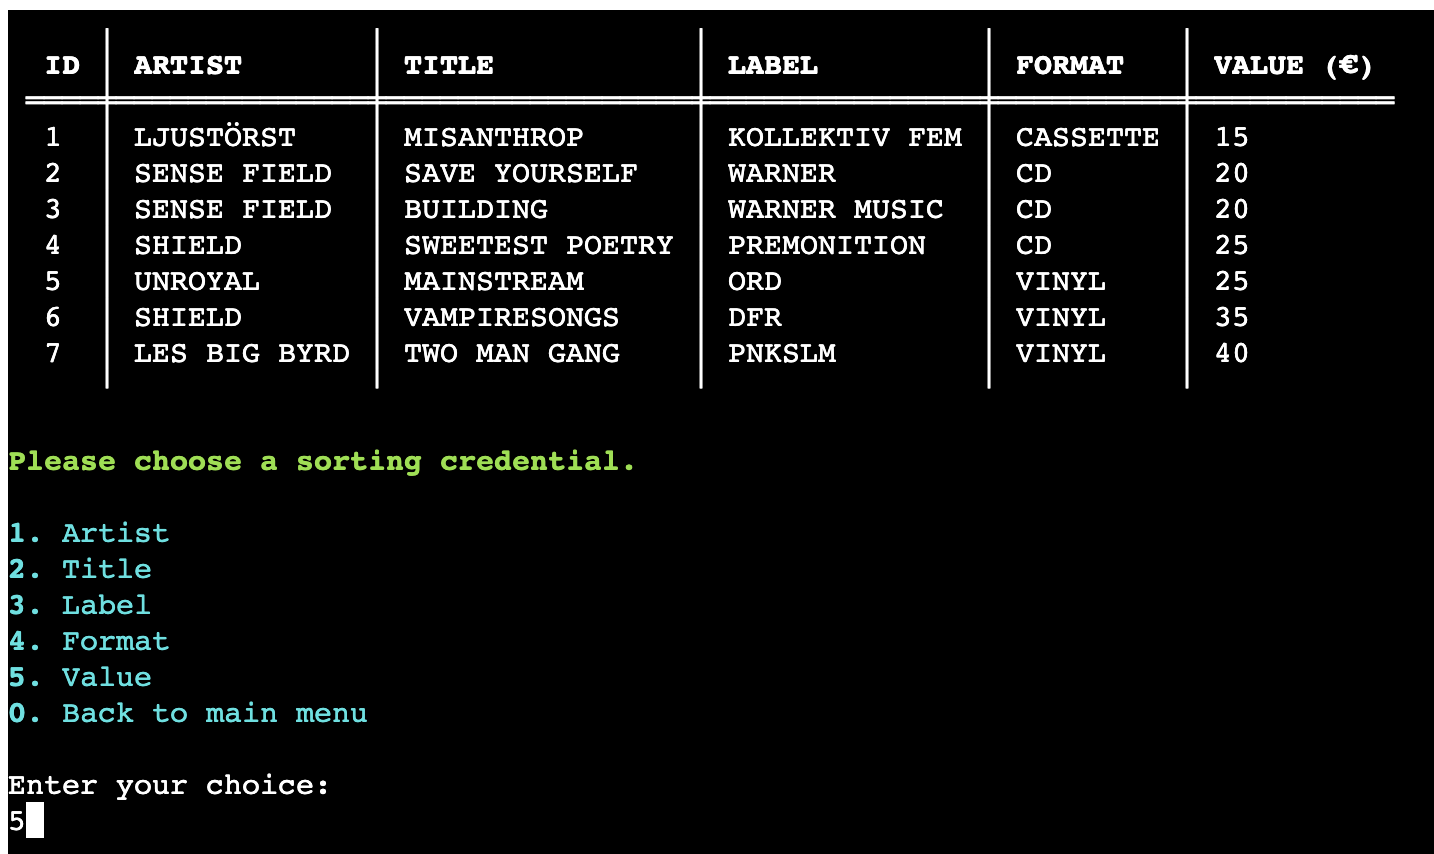 ID ARTIST TITLE LABEL FORMAT VALUE (€)
1 LJUSTÖRST MISANTHROP KOLLEKTIV FEM CASSETTE 15
2 SENSE FIELD SAVE YOURSELF WARNER CD 20
3 SENSE FIELD BUILDING WARNER MUSIC CD 20
4 SHIELD SWEETEST POETRY PREMONITION CD 25
5 UNROYAL MAINSTREAM ORD VINYL 25
6 SHIELD VAMPIRESONGS DFR VINYL 35
7 LES BIG BYRD TWO MAN GANG PNKSLM VINYL 40
Please choose a sorting credential.
1. Artist
2. Title
3. Label
4. Format
5. Value
0. Back to main menu
Enter your choice:
5